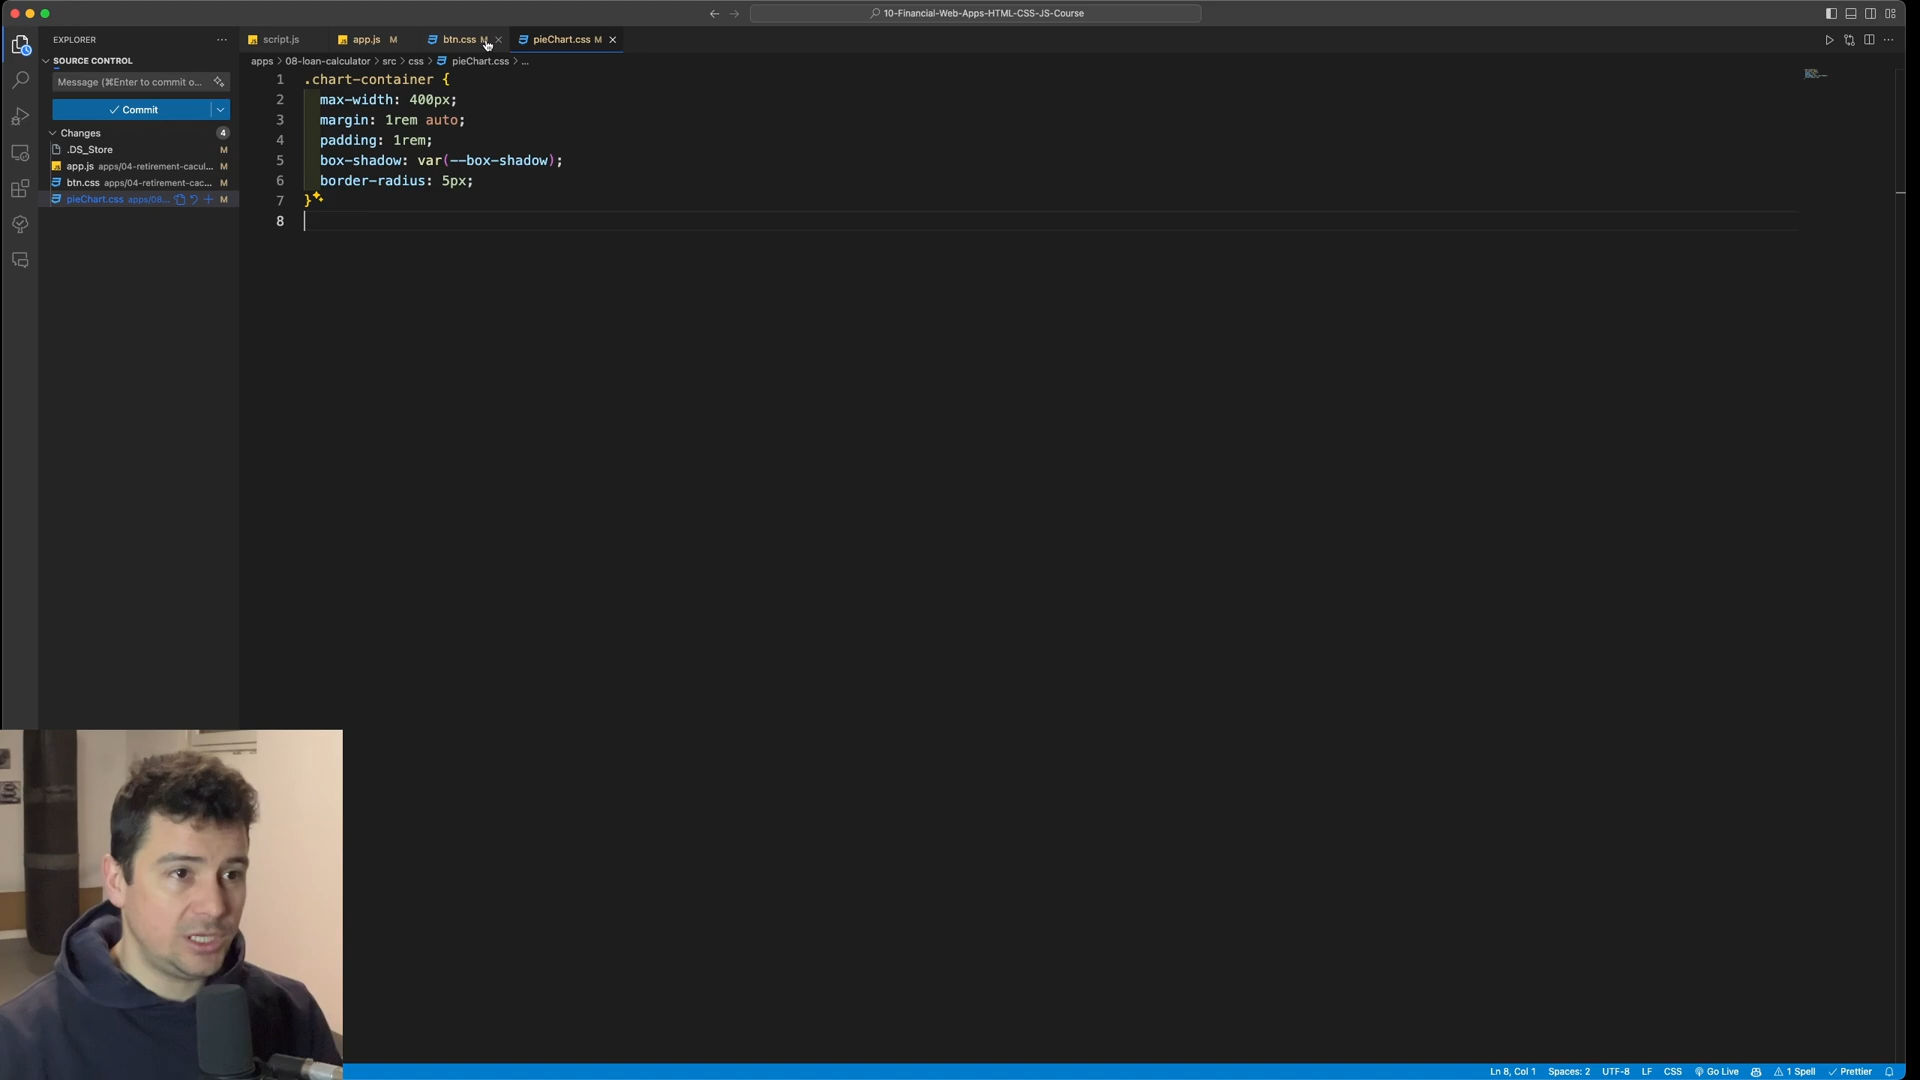 10-Financial-Web-Apps-HTML-CSS-JS-Course
EXPLORER
script.js
app.js M
btn.css M
pieChart.css M
SOURCE CONTROL
apps > 08-loan-calculator > src > css > pieChart.css > ...
Message (⌘Enter to commit o...
Commit
Changes 4
.DS_Store M
app.js apps/04-retirement-cacul... M
btn.css apps/04-retirement-cac... M
pieChart.css apps/08... M
1 .chart-container {
2 max-width: 400px;
3 margin: 1rem auto;
4 padding: 1rem;
5 box-shadow: var(--box-shadow);
6 border-radius: 5px;
7 }
8
Ln 8, Col 1 Spaces: 2 UTF-8 LF CSS Go Live 1 Spell Prettier